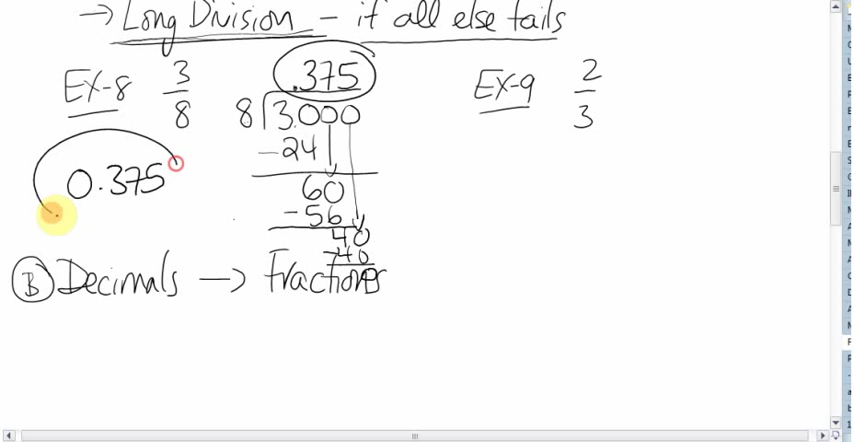 → Long Division - if all else fails
EX-8 3/8
.375
8 3.000
-24
60
-56
40
-40
0
0.375
EX-9 2/3
B Decimals → Fractions